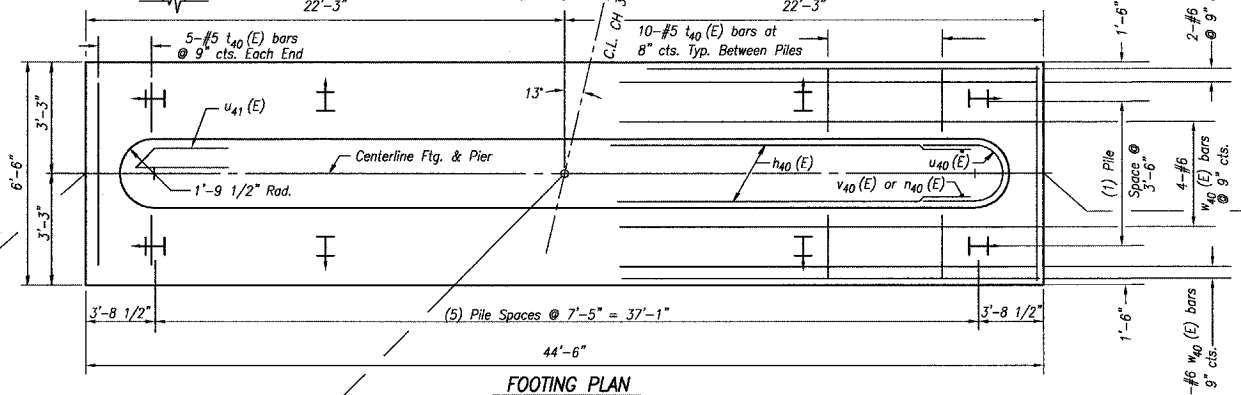 22'-3"
22'-3"
C.L. CH 3
5-#5 t40 (E) bars
@ 9" cts. Each End
10-#5 t40 (E) bars at
8" cts. Typ. Between Piles
1'-6"
2-#6
@ 9"
13°
u41 (E)
3'-3"
6'-6"
3'-3"
Centerline Ftg. & Pier
1'-9 1/2" Rad.
h40 (E)
u40 (E)
v40 (E) or n40 (E)
(1) Pile
Space @
3'-6"
4-#6
w40 (E) bars
@ 9" cts.
3'-8 1/2"
(5) Pile Spaces @ 7'-5" = 37'-1"
3'-8 1/2"
1'-6"
-#6 w40 (E) bars
9" cts.
44'-6"
FOOTING PLAN